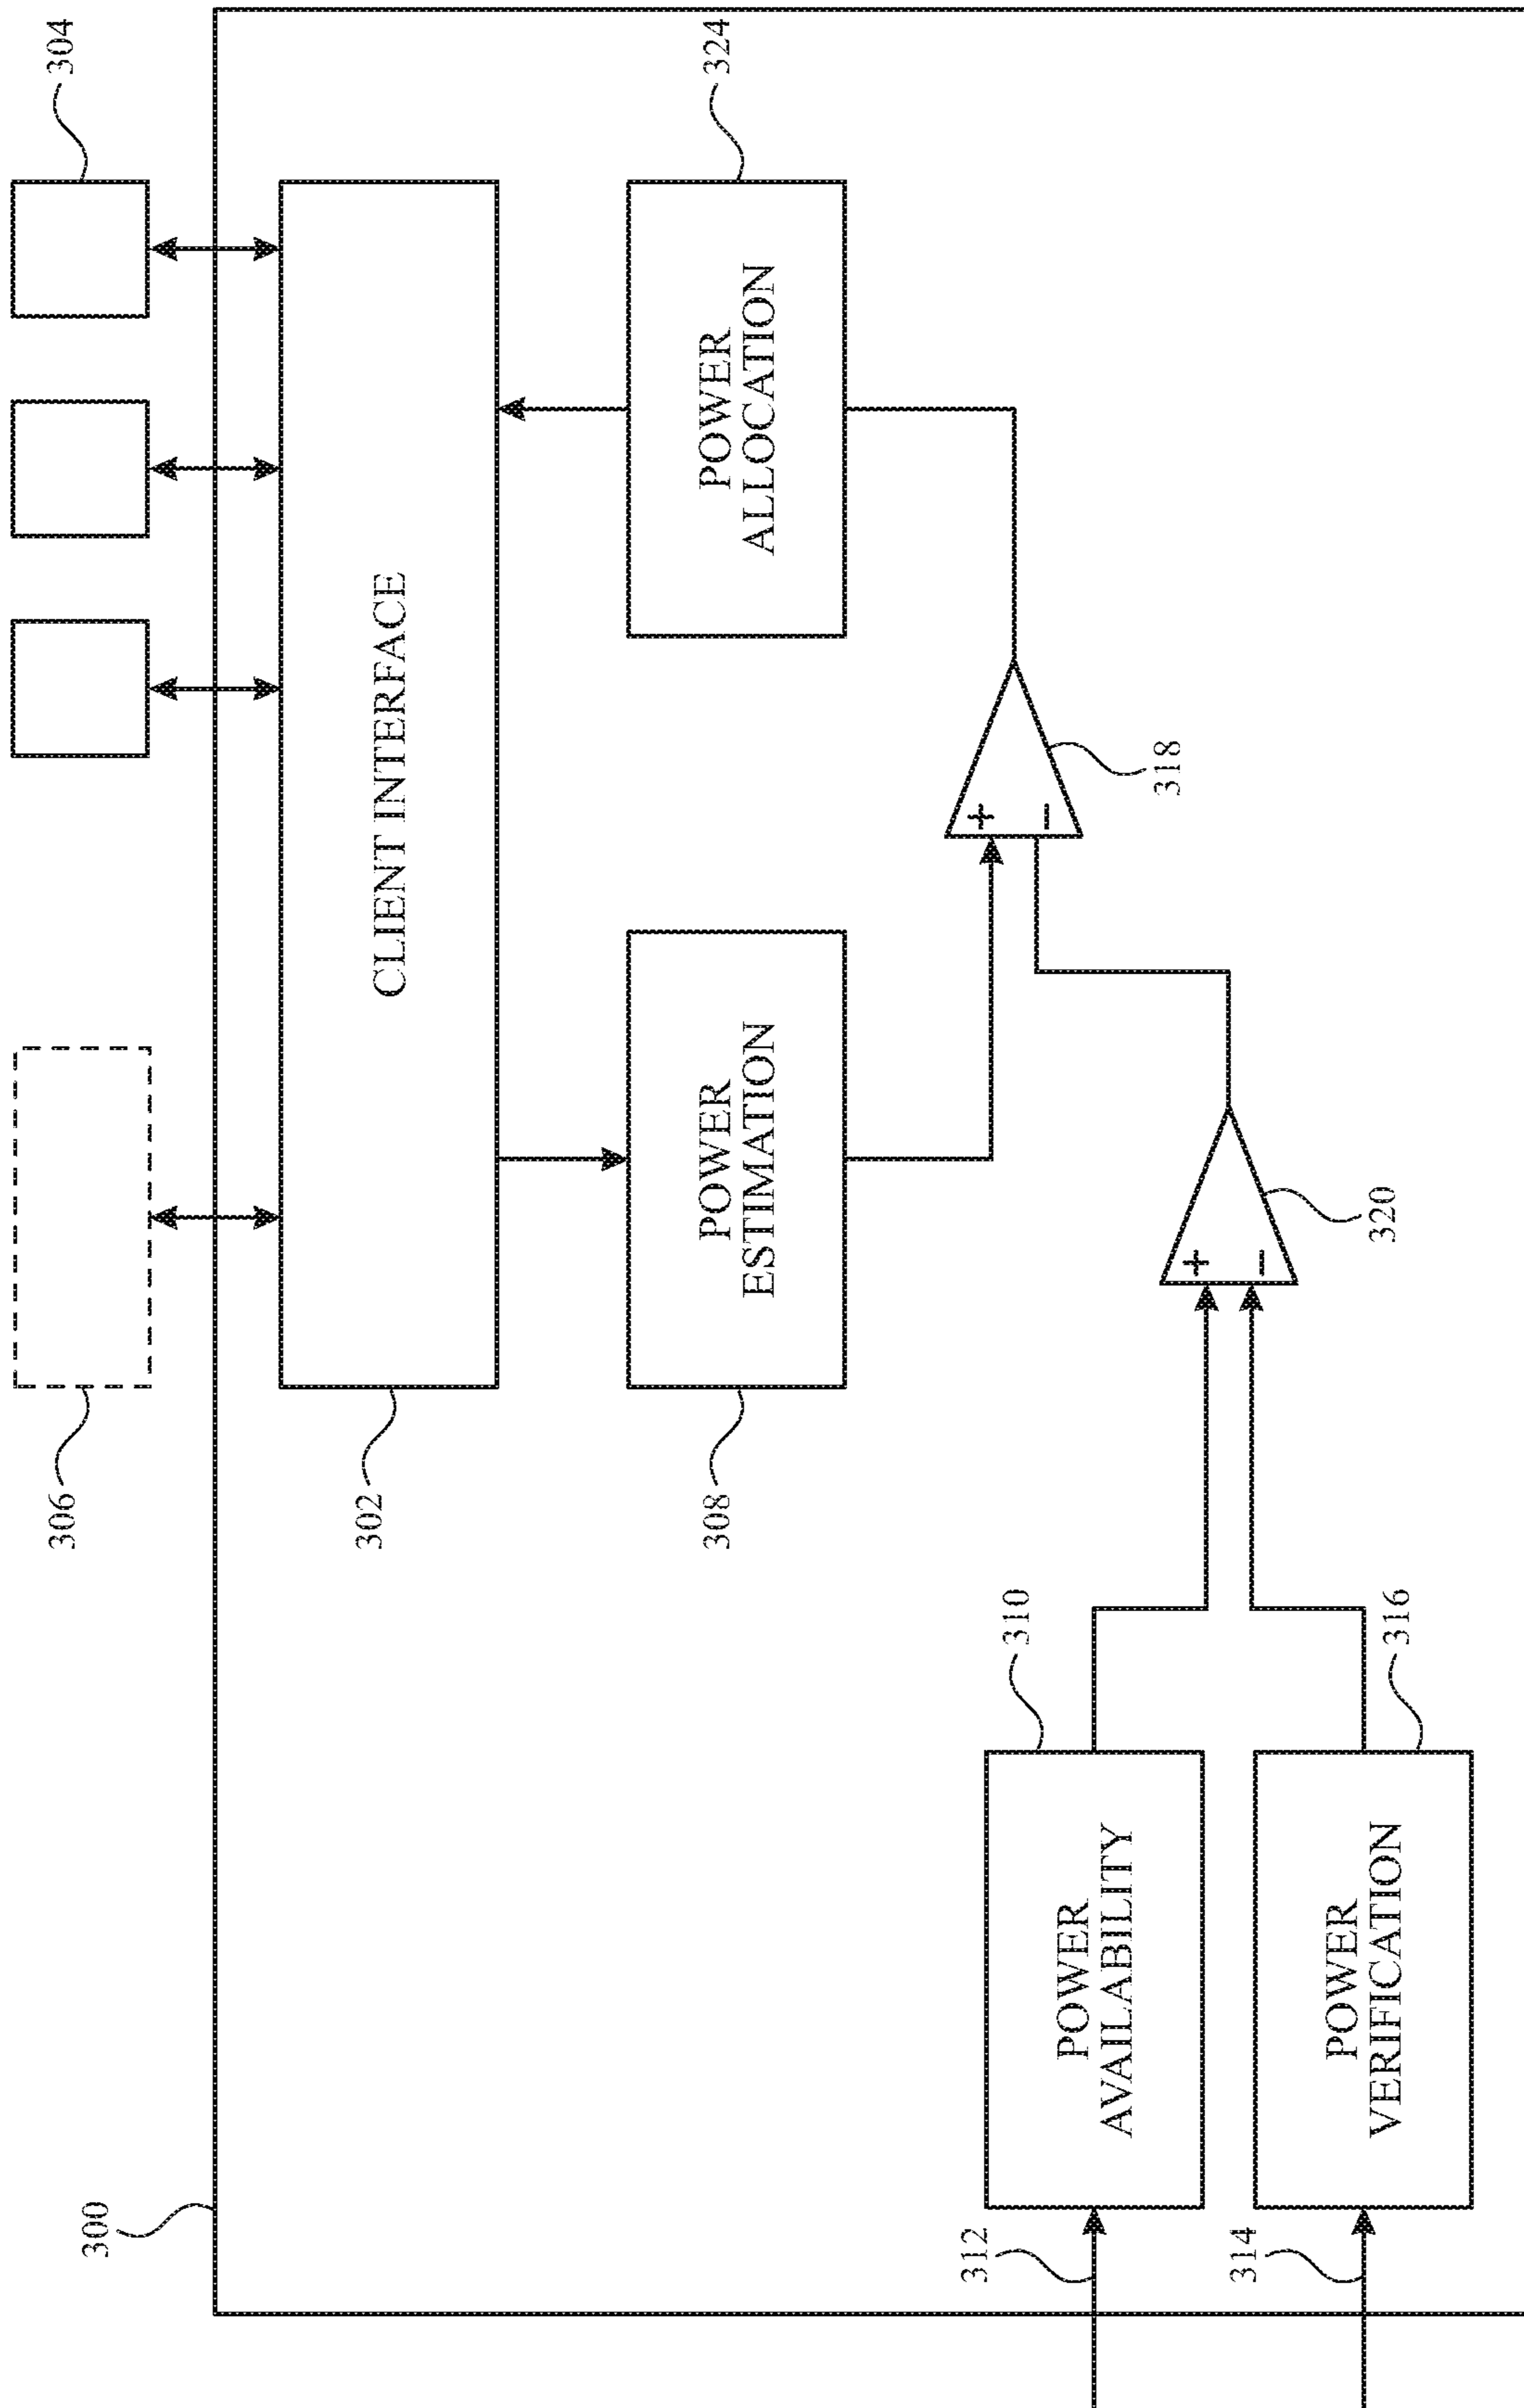 306
304
300
302
CLIENT INTERFACE
308
POWER
ESTIMATION
324
POWER
ALLOCATION
312
310
POWER
AVAILABILITY
+
−
318
314
316
POWER
VERIFICATION
+
−
320